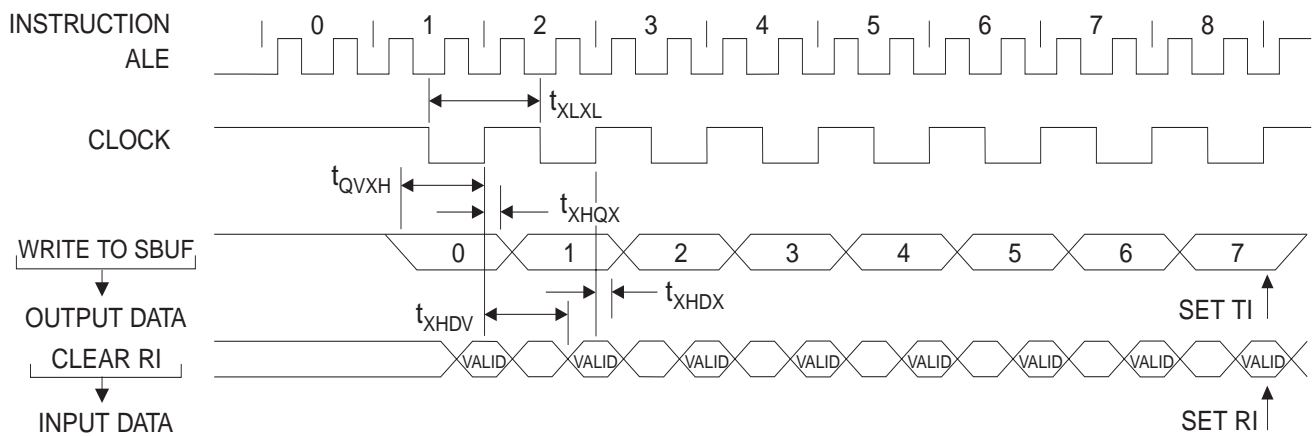 INSTRUCTION 0 1 2 3 4 5 6 7 8
ALE
tXLXL
CLOCK
tQVXH
tXHQX
WRITE TO SBUF 0 1 2 3 4 5 6 7
tXHDX
OUTPUT DATA
tXHDV
SET TI
CLEAR RI VALID VALID VALID VALID VALID VALID VALID VALID
INPUT DATA
SET RI